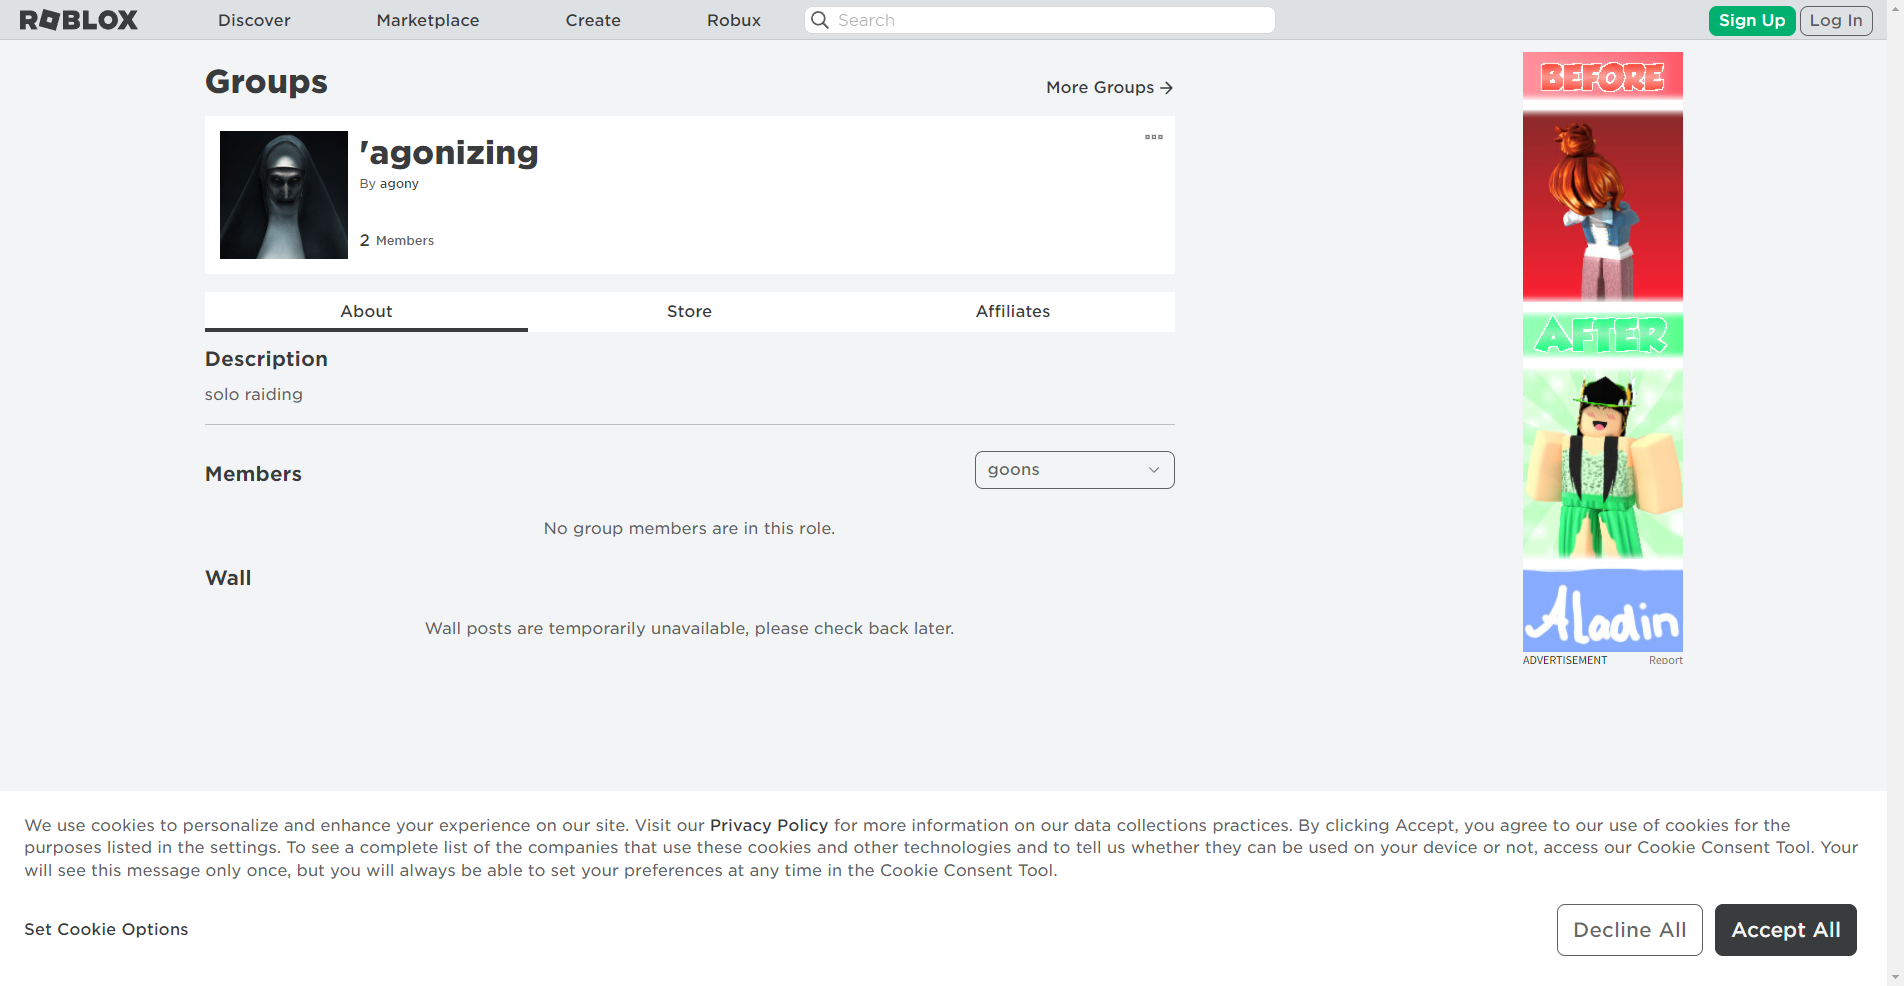 ROBLOX
Discover
Marketplace
Create
Robux
Search
Sign Up
Log In
Groups
More Groups →
'agonizing
By agony
2 Members
About
Store
Affiliates
Description
solo raiding
Members
goons
No group members are in this role.
Wall
Wall posts are temporarily unavailable, please check back later.
BEFORE
AFTER
Aladin
ADVERTISEMENT
Report
We use cookies to personalize and enhance your experience on our site. Visit our Privacy Policy for more information on our data collections practices. By clicking Accept, you agree to our use of cookies for the
purposes listed in the settings. To see a complete list of the companies that use these cookies and other technologies and to tell us whether they can be used on your device or not, access our Cookie Consent Tool. Your
will see this message only once, but you will always be able to set your preferences at any time in the Cookie Consent Tool.
Set Cookie Options
Decline All
Accept All